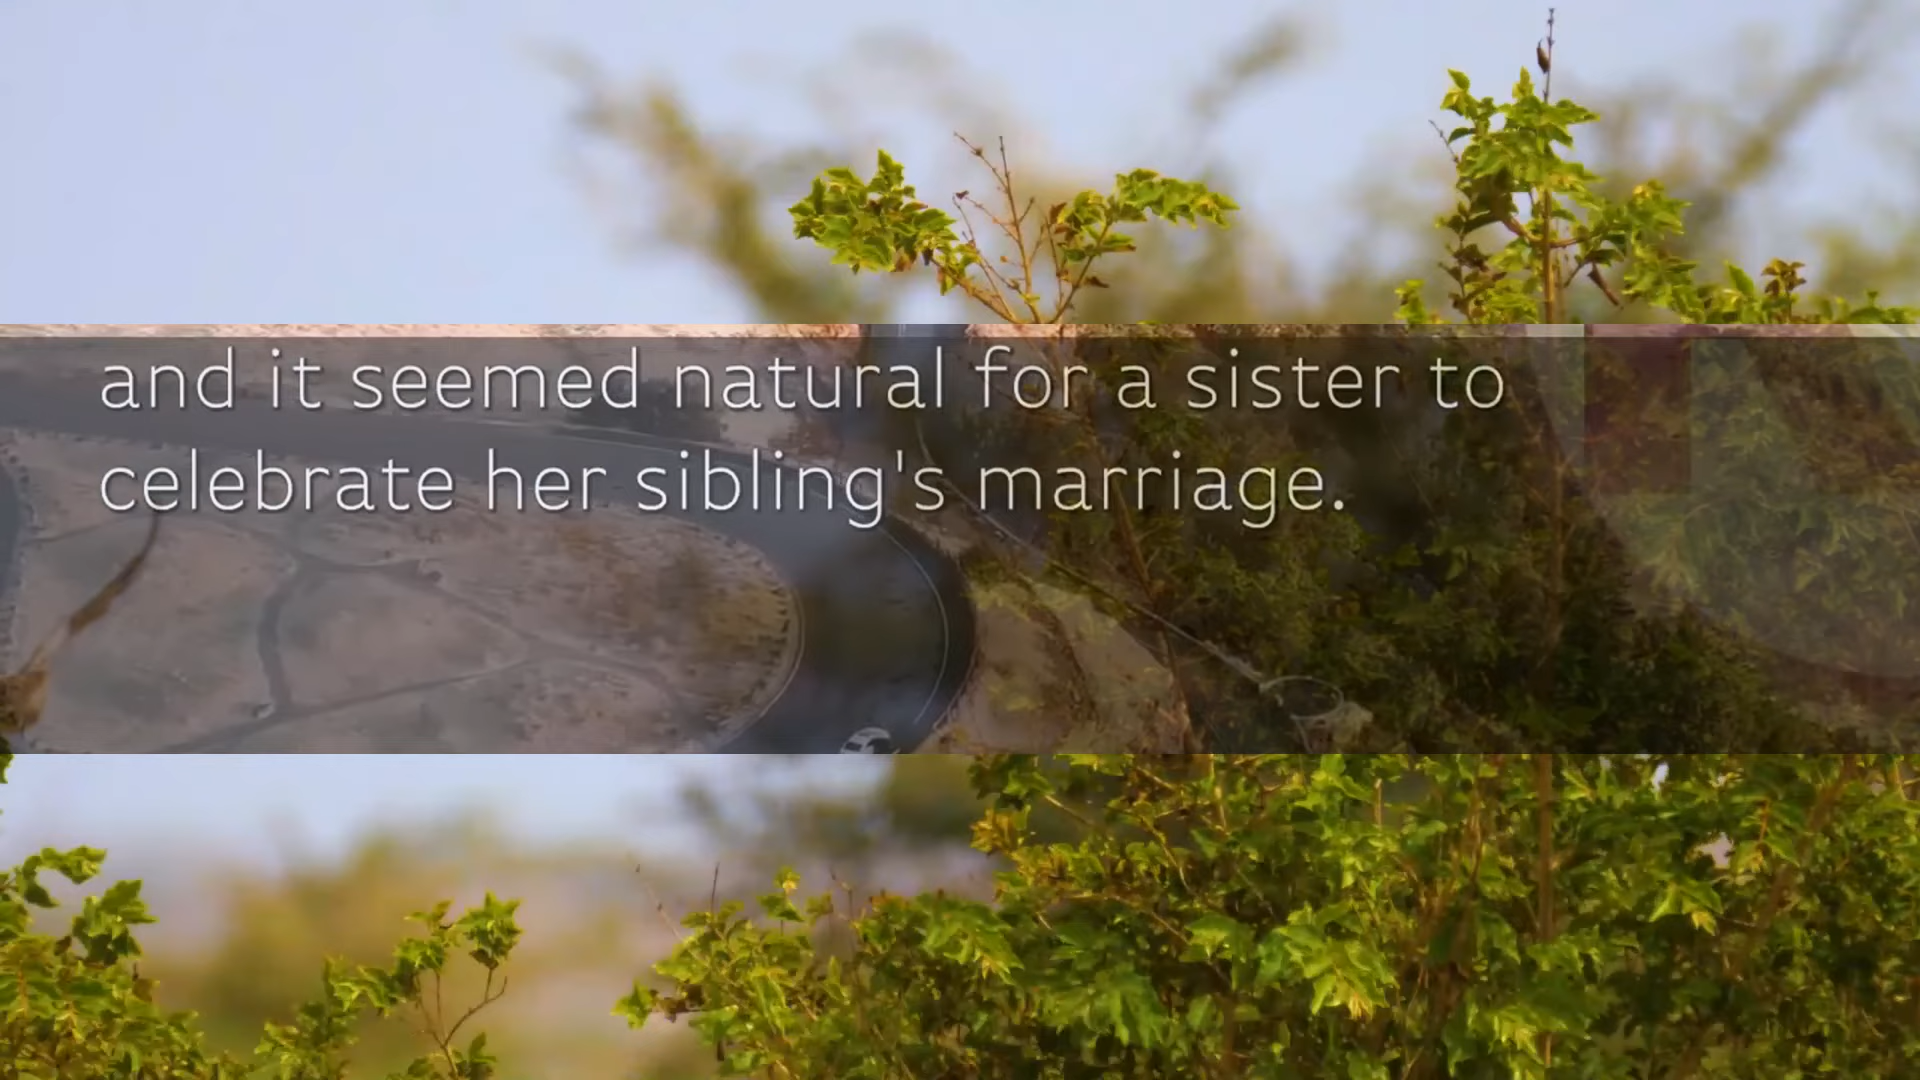 and it seemed natural for a sister to
celebrate her sibling's marriage.